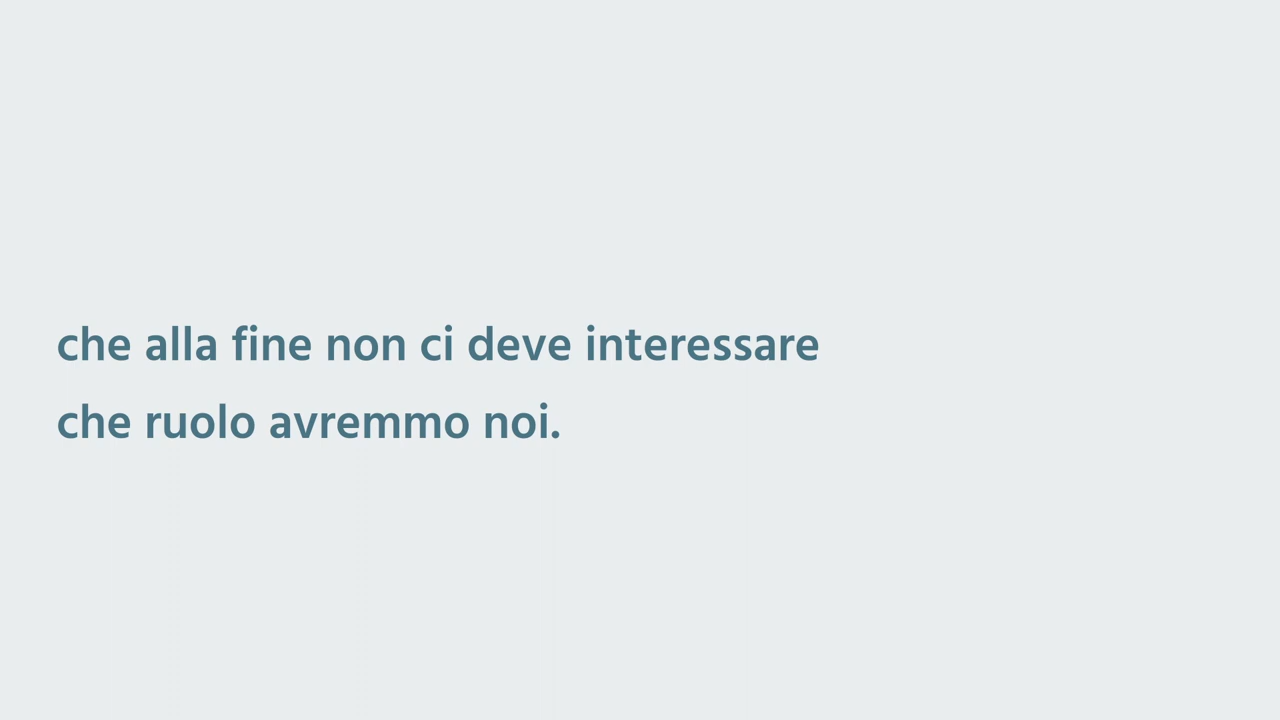 che alla fine non ci deve interessare
che ruolo avremmo noi.